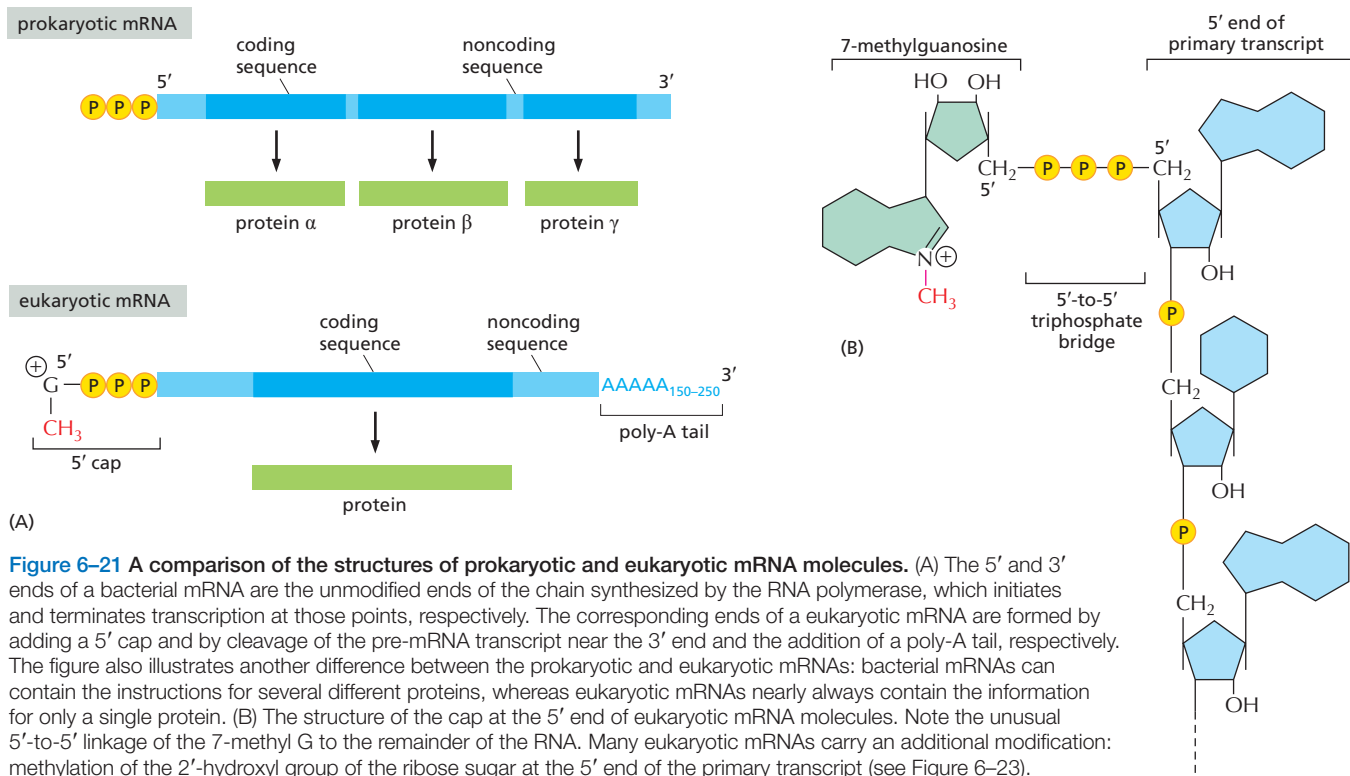 prokaryotic mRNA
coding
sequence
noncoding
sequence
5′
3′
P P P
protein α
protein β
protein γ
eukaryotic mRNA
coding
sequence
noncoding
sequence
+
5′
G
P P P
AAAAA150–250
3′
CH3
5′ cap
poly-A tail
protein
(A)
7-methylguanosine
5′ end of
primary transcript
HO OH
CH2
5′
P P P
5′
CH2
N
+
CH3
OH
5′-to-5′
triphosphate
bridge
(B)
P
CH2
OH
P
CH2
OH
Figure 6–21 A comparison of the structures of prokaryotic and eukaryotic mRNA molecules. (A) The 5′ and 3′
ends of a bacterial mRNA are the unmodified ends of the chain synthesized by the RNA polymerase, which initiates
and terminates transcription at those points, respectively. The corresponding ends of a eukaryotic mRNA are formed by
adding a 5′ cap and by cleavage of the pre-mRNA transcript near the 3′ end and the addition of a poly-A tail, respectively.
The figure also illustrates another difference between the prokaryotic and eukaryotic mRNAs: bacterial mRNAs can
contain the instructions for several different proteins, whereas eukaryotic mRNAs nearly always contain the information
for only a single protein. (B) The structure of the cap at the 5′ end of eukaryotic mRNA molecules. Note the unusual
5′-to-5′ linkage of the 7-methyl G to the remainder of the RNA. Many eukaryotic mRNAs carry an additional modification:
methylation of the 2′-hydroxyl group of the ribose sugar at the 5′ end of the primary transcript (see Figure 6–23).